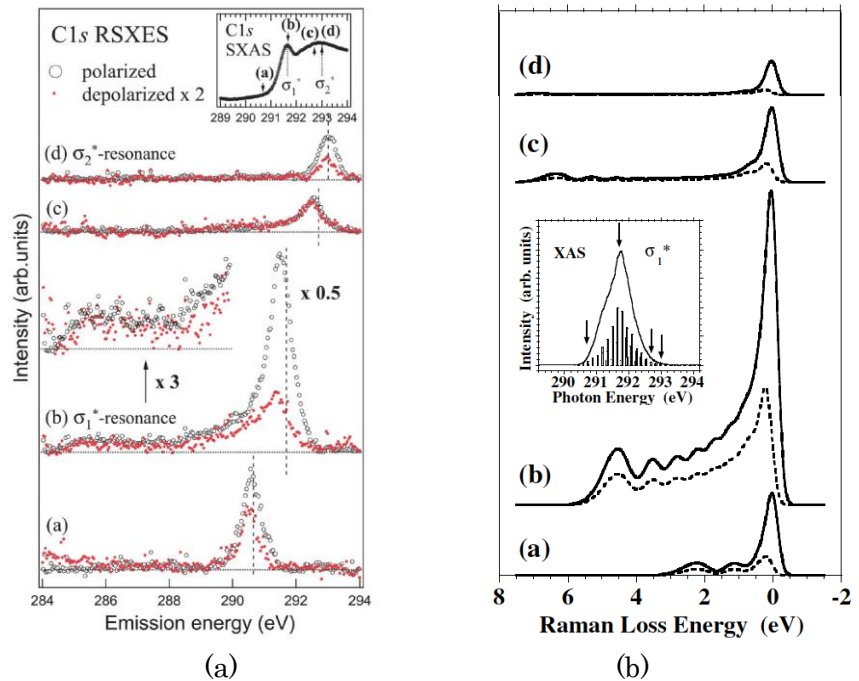 C1s RSXES
polarized
depolarized x 2
C1s
SXAS
(a)
(b)
(c)
(d)
σ1*
σ2*
289 290 291 292 293 294
(d) σ2*-resonance
(c)
x 0.5
x 3
(b) σ1*-resonance
(a)
Intensity (arb.units)
284 286 288 290 292 294
Emission energy (eV)
(a)
(d)
(c)
XAS
σ1*
Intensity (arb. units)
290 291 292 293 294
Photon Energy (eV)
(b)
(a)
8 6 4 2 0 -2
Raman Loss Energy (eV)
(b)